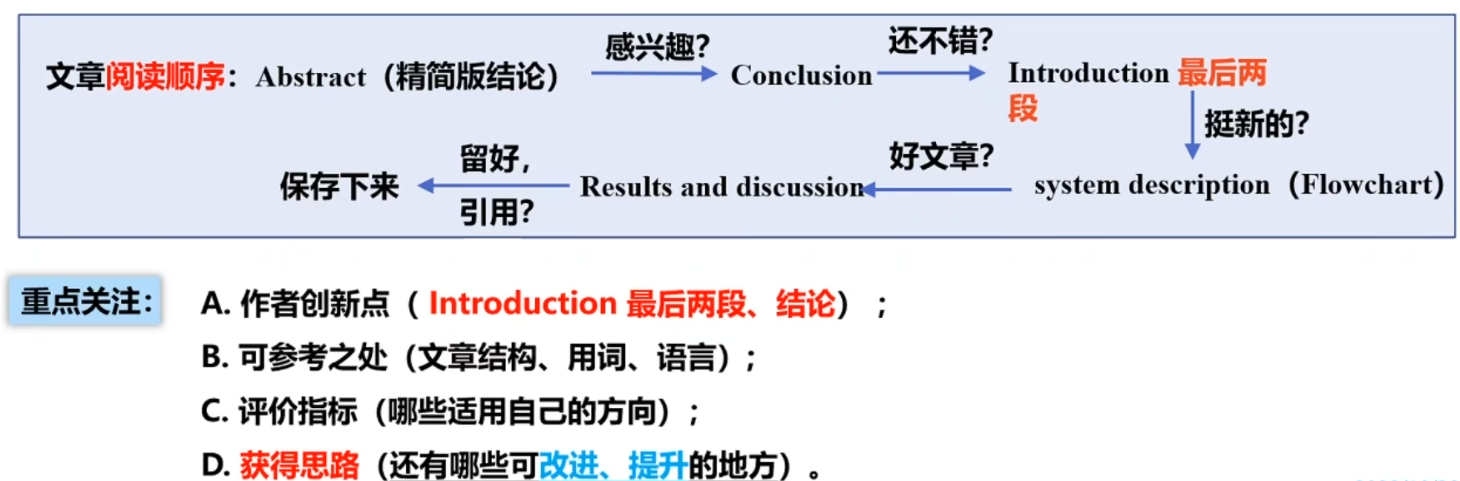 感兴趣？
还不错？
文章阅读顺序：Abstract（精简版结论）
Conclusion
Introduction 最后两
段
挺新的？
system description（Flowchart）
好文章？
Results and discussion
留好，
引用？
保存下来
重点关注：
A. 作者创新点（ Introduction 最后两段、结论）；
B. 可参考之处（文章结构、用词、语言）；
C. 评价指标（哪些适用自己的方向）；
D. 获得思路（还有哪些可改进、提升的地方）。